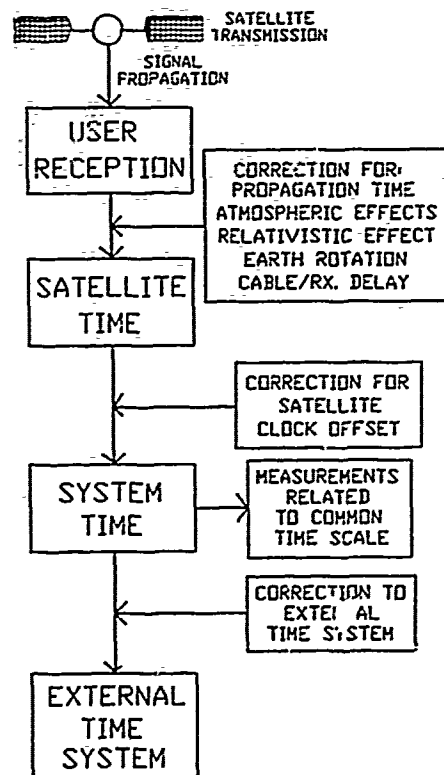 SATELLITE
TRANSMISSION
SIGNAL
PROPAGATION
USER
RECEPTION
CORRECTION FOR:
PROPAGATION TIME
ATMOSPHERIC EFFECTS
RELATIVISTIC EFFECT
EARTH ROTATION
CABLE/RX. DELAY
SATELLITE
TIME
CORRECTION FOR
SATELLITE
CLOCK OFFSET
SYSTEM
TIME
MEASUREMENTS
RELATED
TO COMMON
TIME SCALE
CORRECTION TO
TIME SYSTEM
EXTERNAL
TIME
SYSTEM